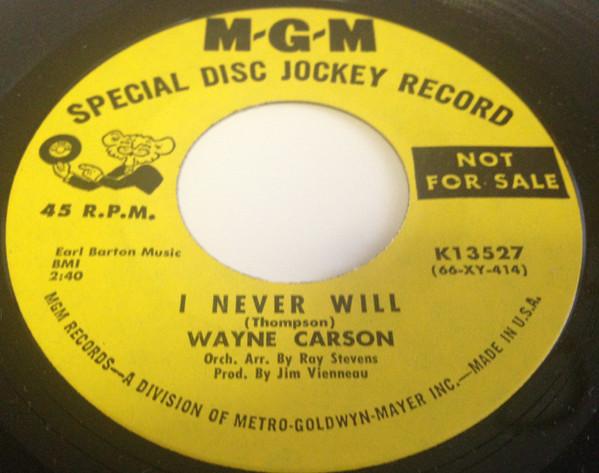 M-G-M
SPECIAL DISC JOCKEY RECORD
NOT
FOR SALE
45 R.P.M.
Earl Barton Music
BMI
2:40
K13527
(66-XY-414)
I NEVER WILL
(Thompson)
WAYNE CARSON
Orch. Arr. By Ray Stevens
Prod. By Jim Vienneau
MGM RECORDS—A DIVISION OF METRO-GOLDWYN-MAYER INC.—MADE IN U.S.A.